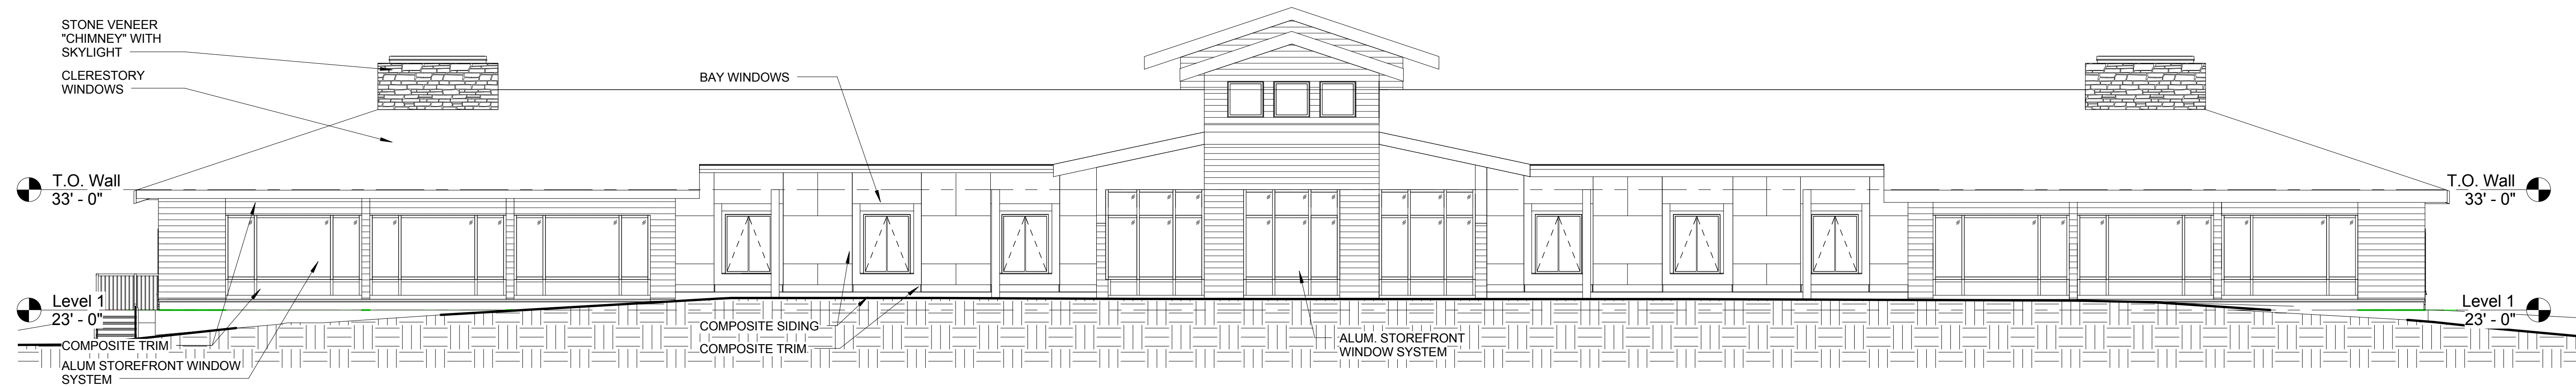 STONE VENEER
"CHIMNEY" WITH
SKYLIGHT
CLERESTORY
WINDOWS
BAY WINDOWS
T.O. Wall
33' - 0"
T.O. Wall
33' - 0"
Level 1
23' - 0"
Level 1
23' - 0"
COMPOSITE SIDING
COMPOSITE TRIM
COMPOSITE TRIM
ALUM. STOREFRONT
WINDOW SYSTEM
ALUM STOREFRONT WINDOW
SYSTEM